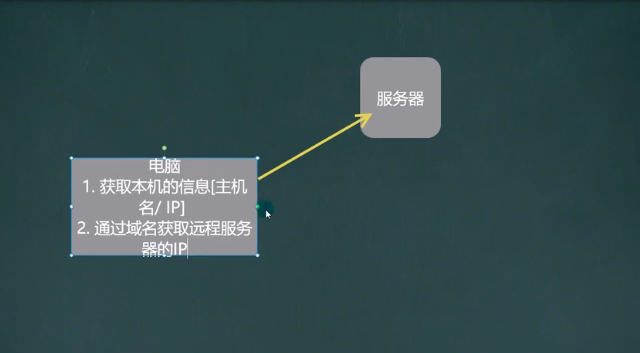 服务器
电脑
1. 获取本机的信息[主机
名/ IP]
2. 通过域名获取远程服务
器的IP